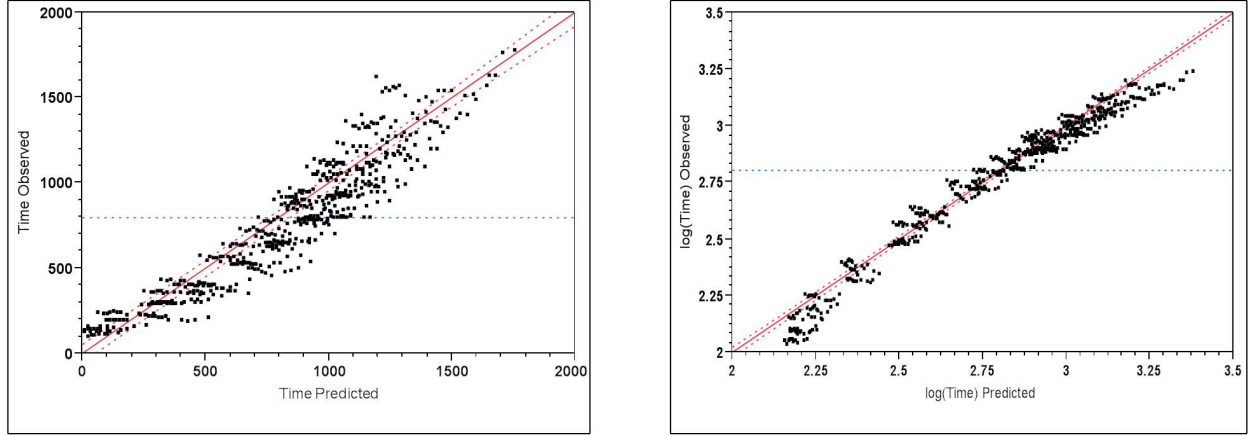 2000
1500
1000
500
0
Time Observed
0 500 1000 1500 2000
Time Predicted
3.5
3.25
3
2.75
2.5
2.25
2
log(Time) Observed
2 2.25 2.5 2.75 3 3.25 3.5
log(Time) Predicted